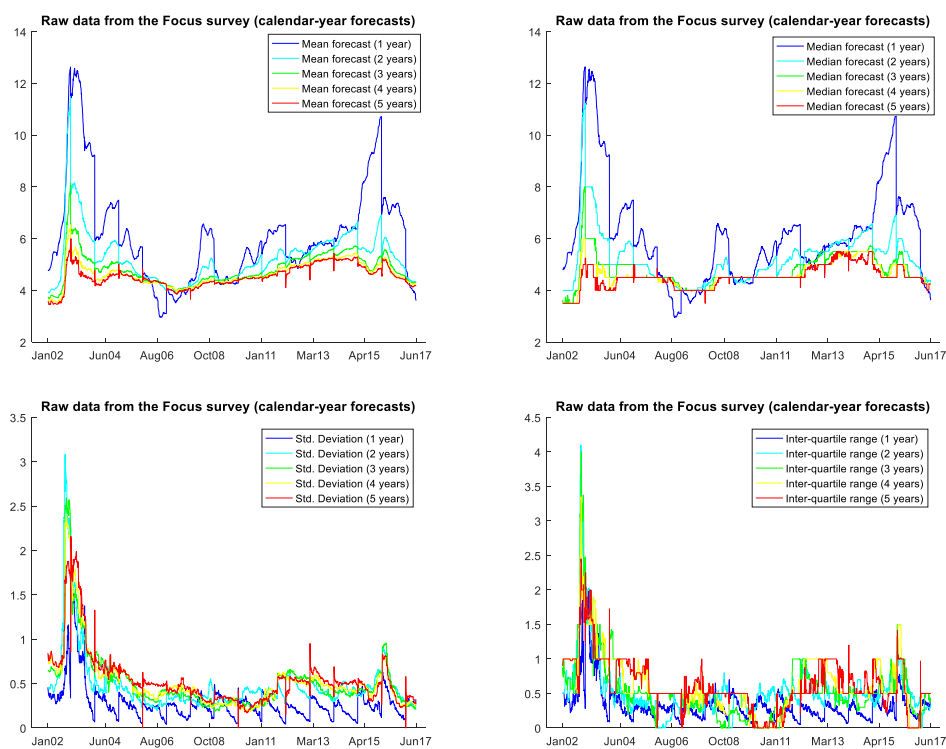 Raw data from the Focus survey (calendar-year forecasts)
14
12
10
8
6
4
2
Mean forecast (1 year)
Mean forecast (2 years)
Mean forecast (3 years)
Mean forecast (4 years)
Mean forecast (5 years)
Jan02 Jun04 Aug06 Oct08 Jan11 Mar13 Apr15 Jun17
Raw data from the Focus survey (calendar-year forecasts)
14
12
10
8
6
4
2
Median forecast (1 year)
Median forecast (2 years)
Median forecast (3 years)
Median forecast (4 years)
Median forecast (5 years)
Jan02 Jun04 Aug06 Oct08 Jan11 Mar13 Apr15 Jun17
Raw data from the Focus survey (calendar-year forecasts)
3.5
3
2.5
2
1.5
1
0.5
0
Std. Deviation (1 year)
Std. Deviation (2 years)
Std. Deviation (3 years)
Std. Deviation (4 years)
Std. Deviation (5 years)
Jan02 Jun04 Aug06 Oct08 Jan11 Mar13 Apr15 Jun17
Raw data from the Focus survey (calendar-year forecasts)
4.5
4
3.5
3
2.5
2
1.5
1
0.5
0
Inter-quartile range (1 year)
Inter-quartile range (2 years)
Inter-quartile range (3 years)
Inter-quartile range (4 years)
Inter-quartile range (5 years)
Jan02 Jun04 Aug06 Oct08 Jan11 Mar13 Apr15 Jun17